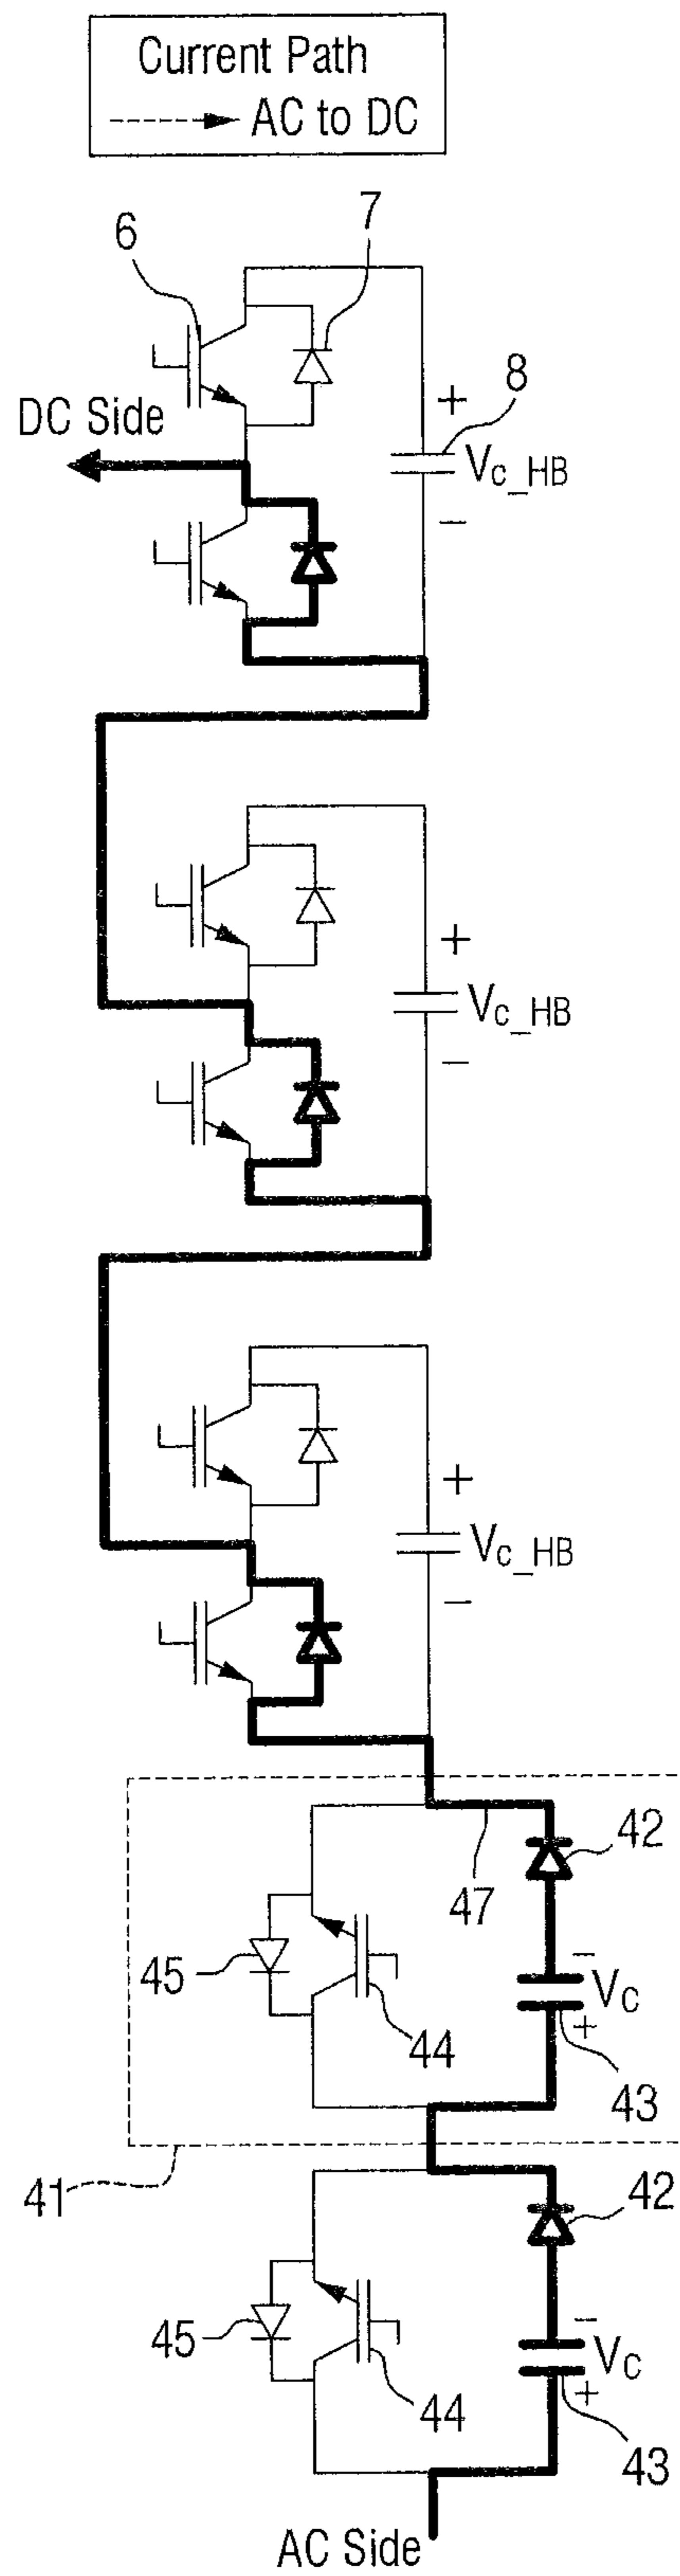 Current Path
AC to DC
6
7
DC Side
+
8
Vc_HB
−
+
Vc_HB
−
+
Vc_HB
−
42
47
45
−
Vc
44
+
43
41
42
45
−
Vc
44
+
43
AC Side